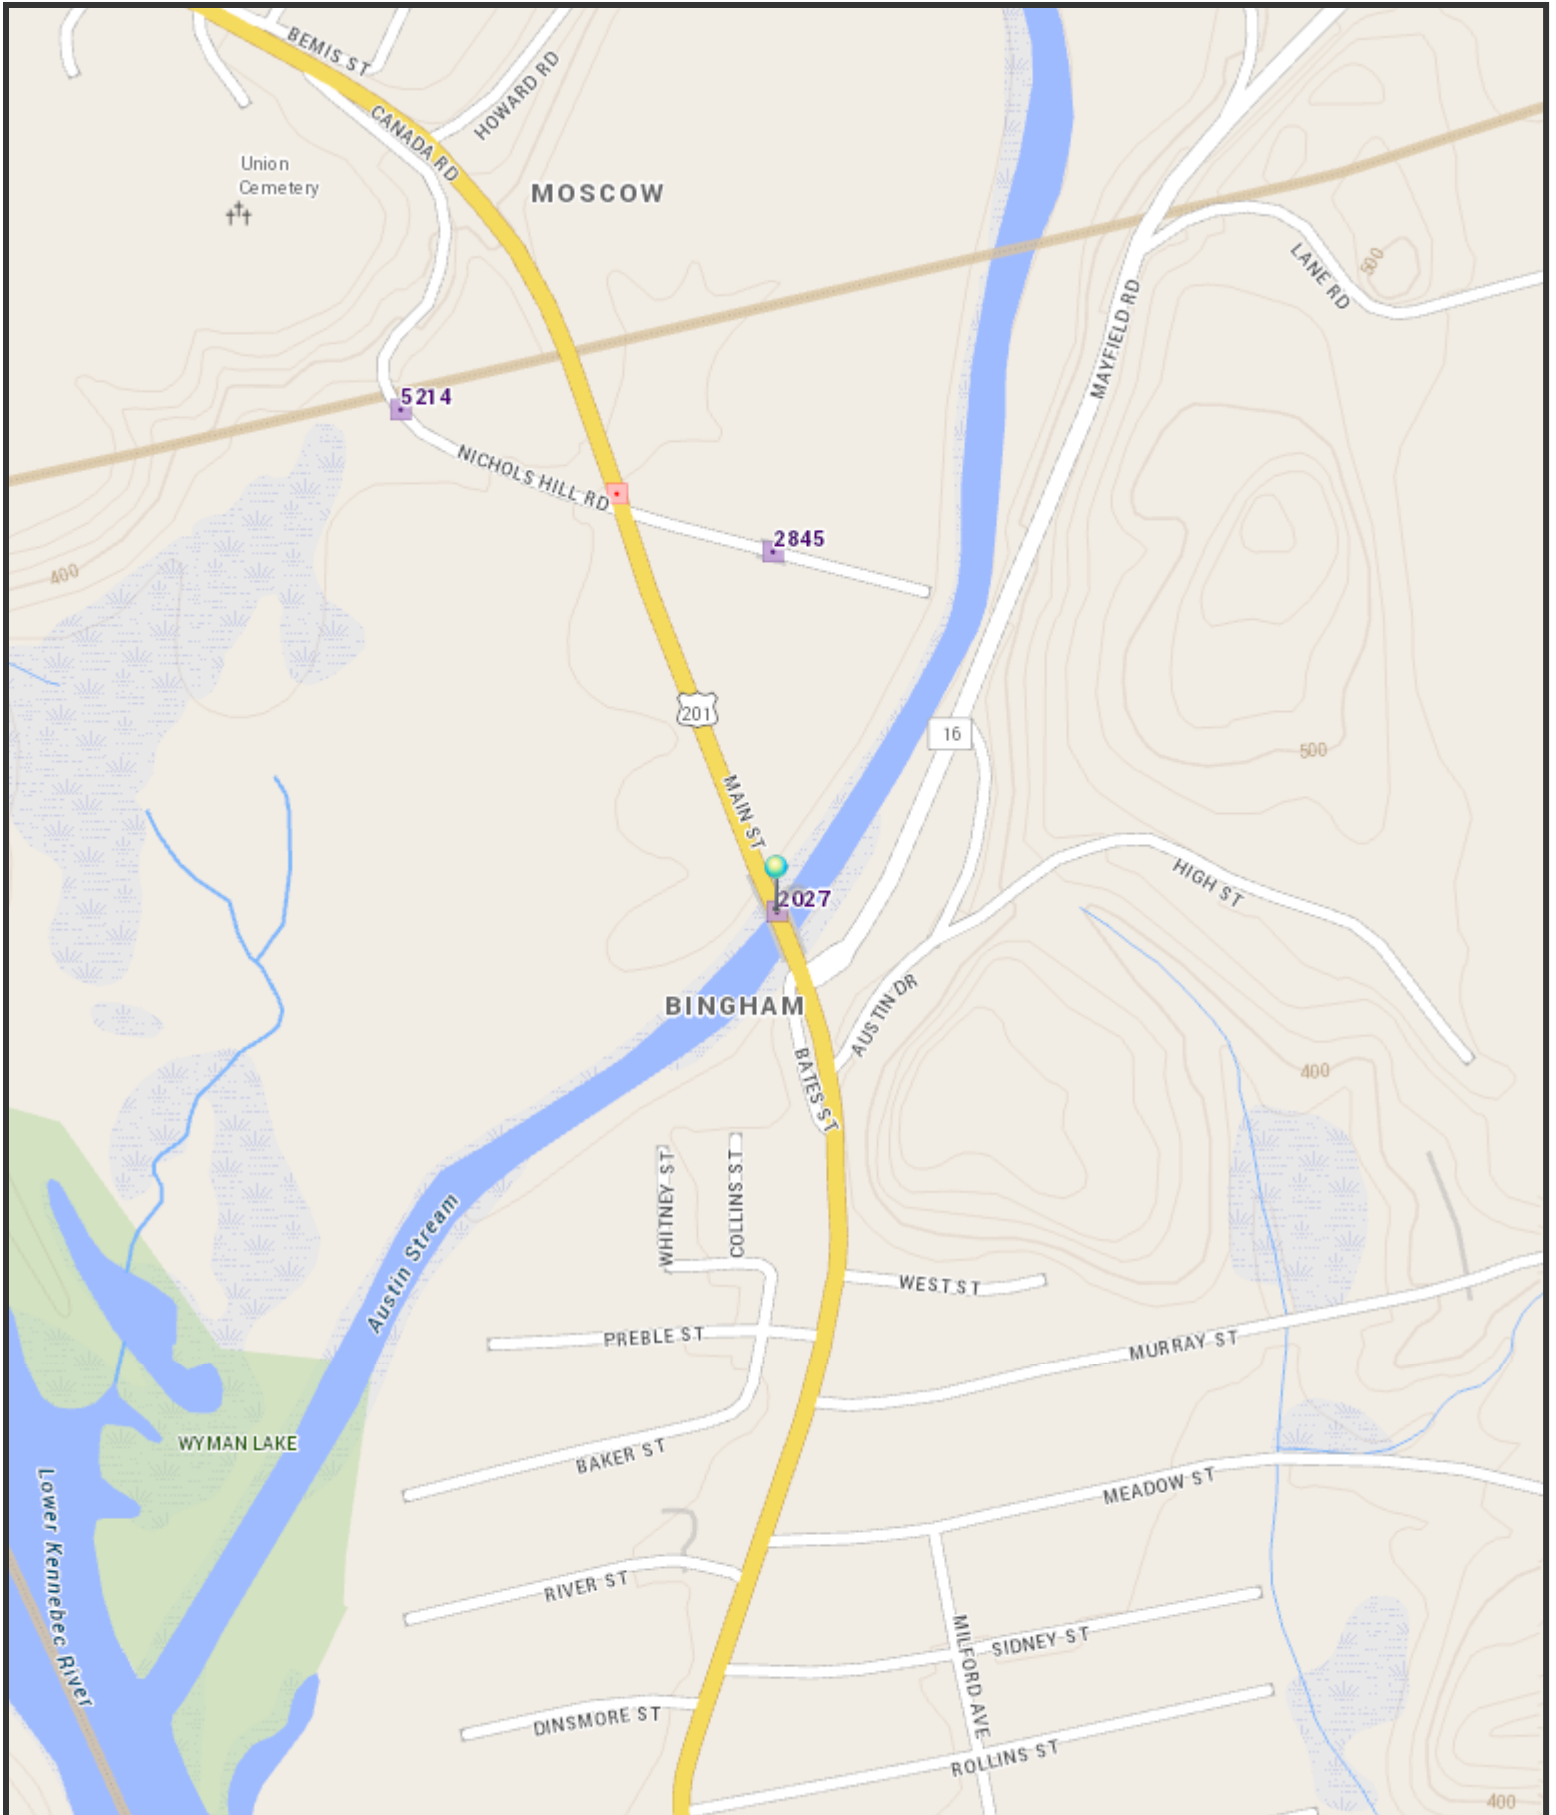 BEMIS ST
HOWARD RD
CANADA RD
Union
Cemetery
MOSCOW
LANE RD
500
MAYFIELD RD
5214
NICHOLS HILL RD
2845
400
201
16
500
MAIN ST
HIGH ST
2027
BINGHAM
AUSTIN DR
BATES ST
400
WHITNEY ST
COLLINS ST
Austin Stream
WEST ST
PREBLE ST
MURRAY ST
WYMAN LAKE
BAKER ST
MEADOW ST
Lower Kennebec River
RIVER ST
MILFORD AVE
SIDNEY ST
DINSMORE ST
ROLLINS ST
400